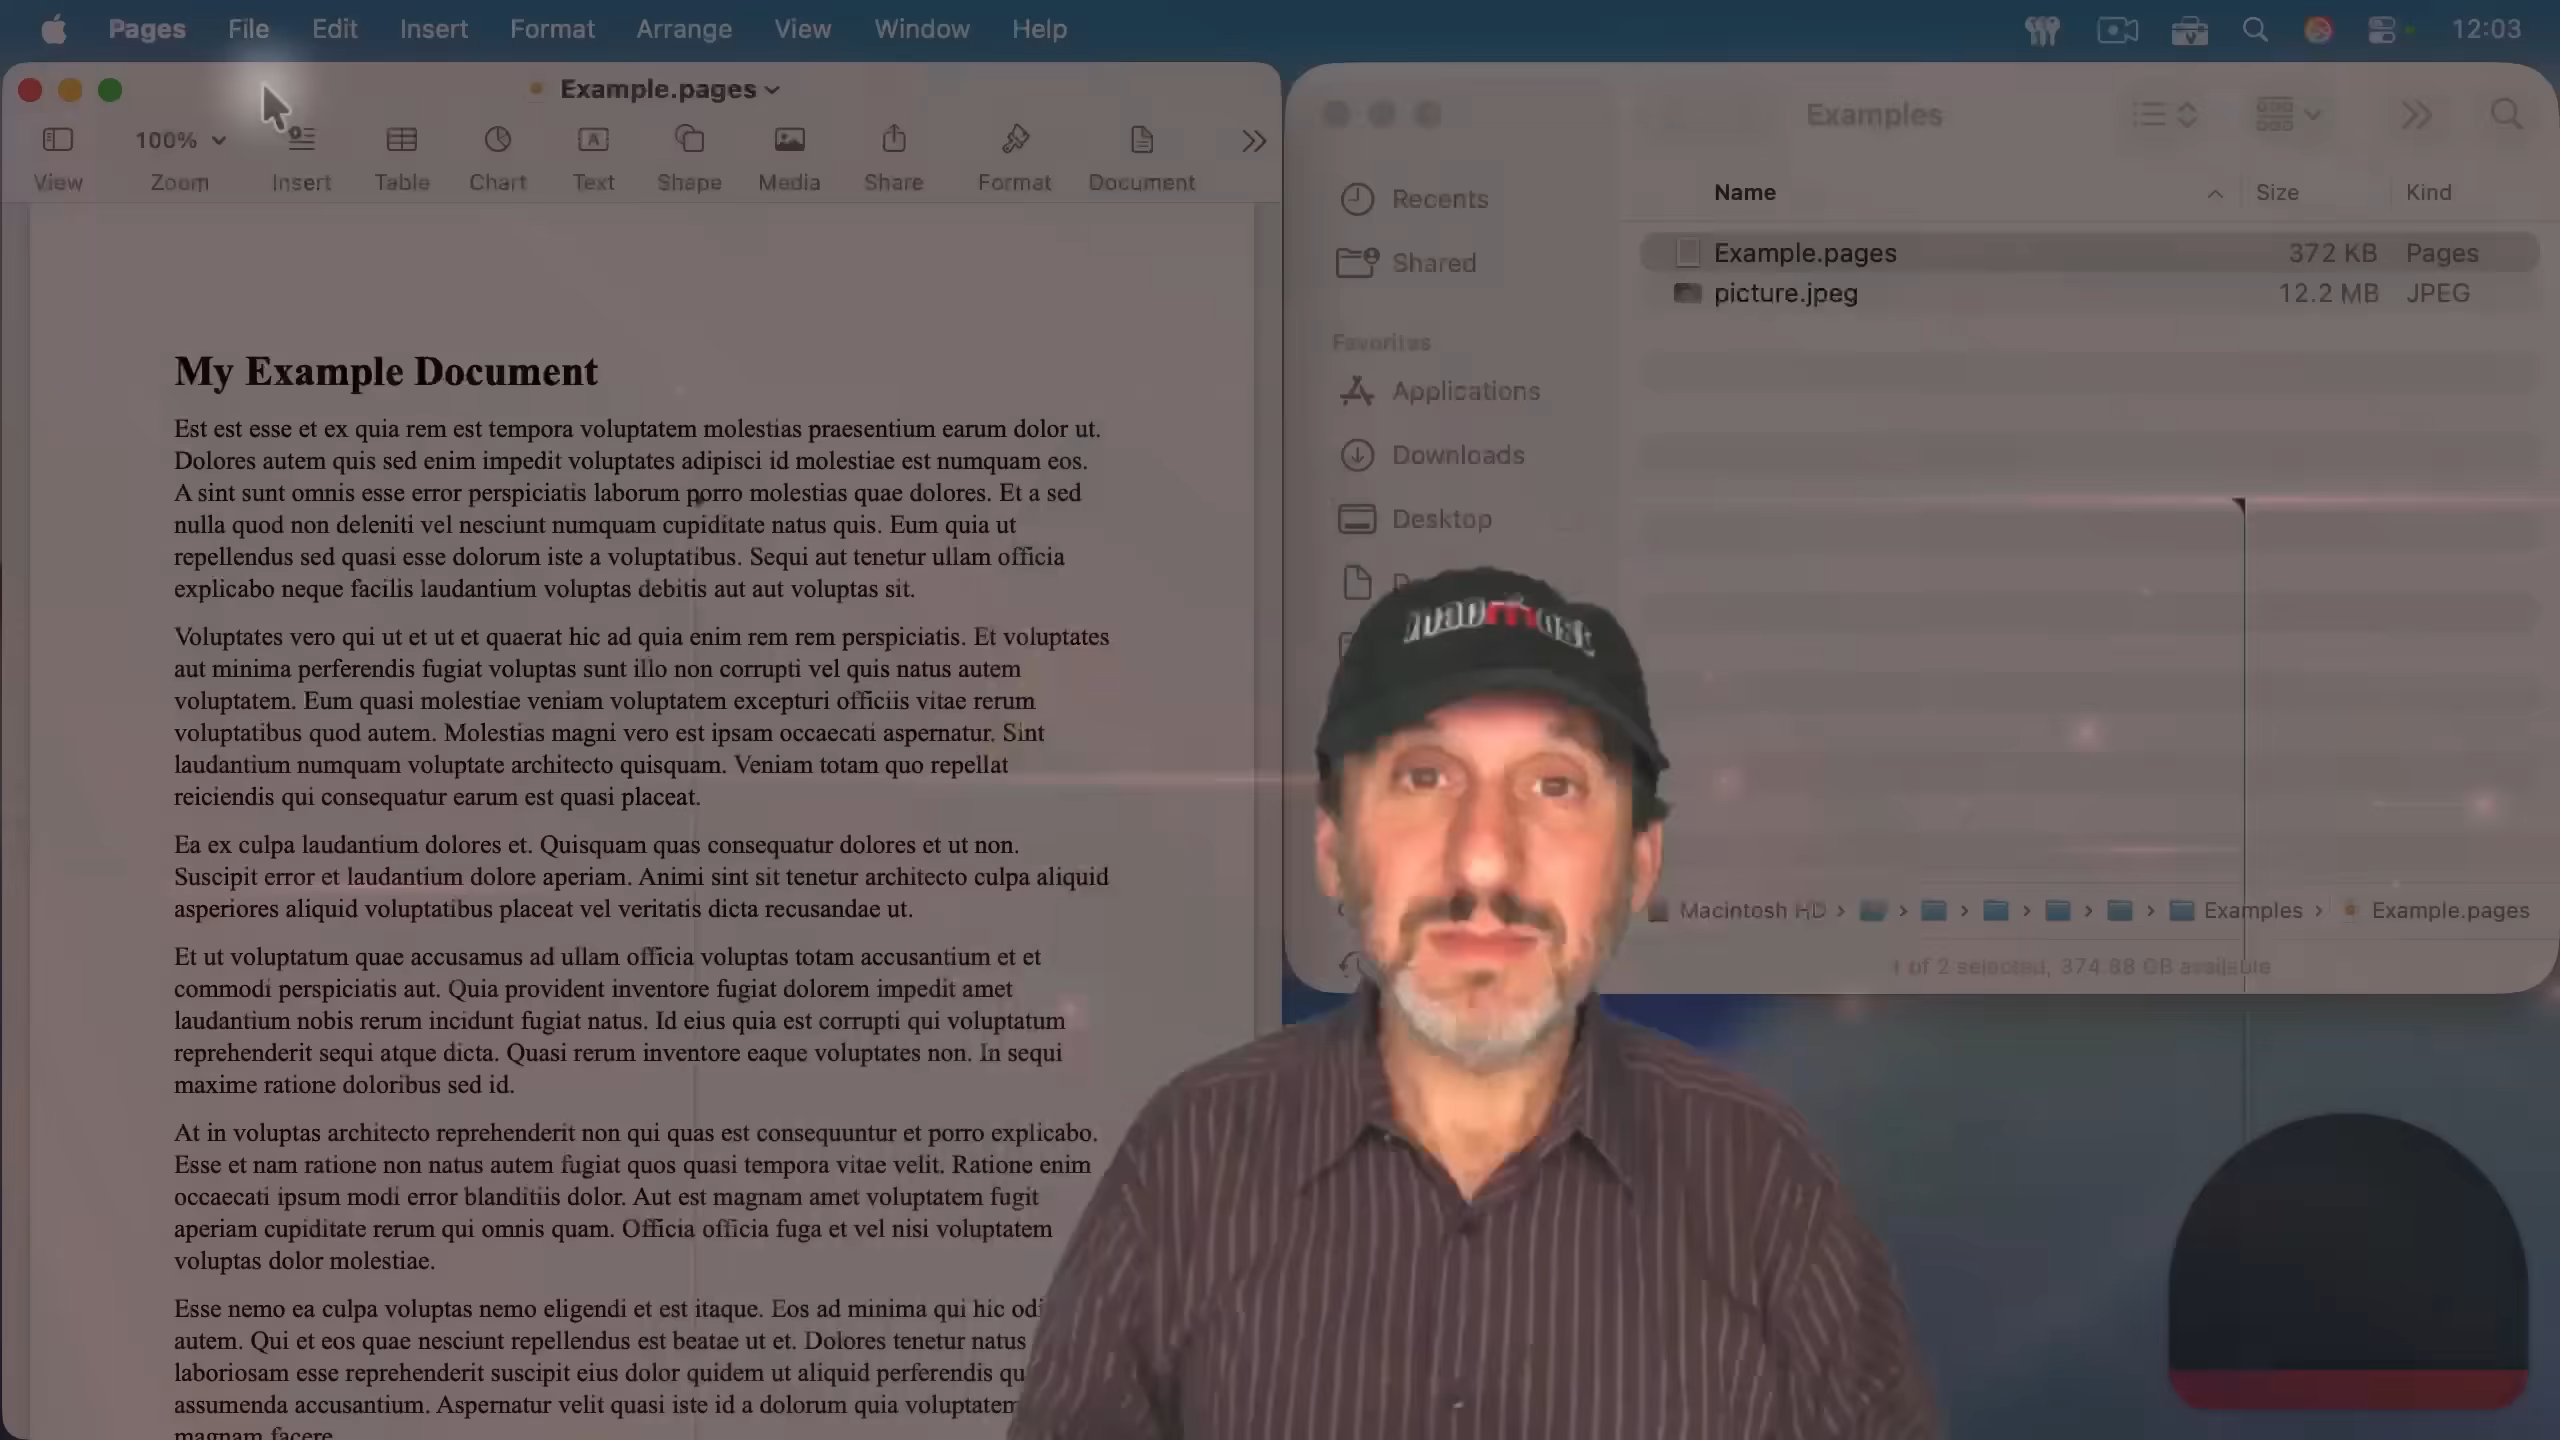 Pages File Edit Insert Format Arrange View Window Help 12:03
Example.pages
100%
View Zoom Insert Table Chart Text Shape Media Share Format Document
My Example Document
Est est esse et ex quia rem est tempora voluptatem molestias praesentium earum dolor ut.
Dolores autem quis sed enim impedit voluptates adipisci id molestiae est numquam eos.
A sint sunt omnis esse error perspiciatis laborum porro molestias quae dolores. Et a sed
nulla quod non deleniti vel nesciunt numquam cupiditate natus quis. Eum quia ut
repellendus sed quasi esse dolorum iste a voluptatibus. Sequi aut tenetur ullam officia
explicabo neque facilis laudantium voluptas debitis aut aut voluptas sit.
Voluptates vero qui ut et ut et quaerat hic ad quia enim rem rem perspiciatis. Et voluptates
aut minima perferendis fugiat voluptas sunt illo non corrupti vel quis natus autem
voluptatem. Eum quasi molestiae veniam voluptatem excepturi officiis vitae rerum
voluptatibus quod autem. Molestias magni vero est ipsam occaecati aspernatur. Sint
laudantium numquam voluptate architecto quisquam. Veniam totam quo repellat
reiciendis qui consequatur earum est quasi placeat.
Ea ex culpa laudantium dolores et. Quisquam quas consequatur dolores et ut non.
Suscipit error et laudantium dolore aperiam. Animi sint sit tenetur architecto culpa aliquid
asperiores aliquid voluptatibus placeat vel veritatis dicta recusandae ut.
Et ut voluptatum quae accusamus ad ullam officia voluptas totam accusantium et et
commodi perspiciatis aut. Quia provident inventore fugiat dolorem impedit amet
laudantium nobis rerum incidunt fugiat natus. Id eius quia est corrupti qui voluptatum
reprehenderit sequi atque dicta. Quasi rerum inventore eaque voluptates non. In sequi
maxime ratione doloribus sed id.
At in voluptas architecto reprehenderit non qui quas est consequuntur et porro explicabo.
Esse et nam ratione non natus autem fugiat quos quasi tempora vitae velit. Ratione enim
occaecati ipsum modi error blanditiis dolor. Aut est magnam amet voluptatem fugit
aperiam cupiditate rerum qui omnis quam. Officia officia fuga et vel nisi voluptatem
voluptas dolor molestiae.
Esse nemo ea culpa voluptas nemo eligendi et est itaque. Eos ad minima qui hic
autem. Qui et eos quae nesciunt repellendus est beatae ut et. Dolores tenetur natus
laboriosam esse reprehenderit suscipit eius dolor quidem ut aliquid perferendis
assumenda accusantium. Aspernatur velit quasi iste id a dolorum quia voluptatem
magnam facere
Examples
Recents
Shared
Favorites
Applications
Downloads
Desktop
Name Size Kind
Example.pages 372 KB Pages
picture.jpeg 12.2 MB JPEG
Macintosh HD Examples Example.pages
1 of 2 selected, 374.88 GB available
macmost